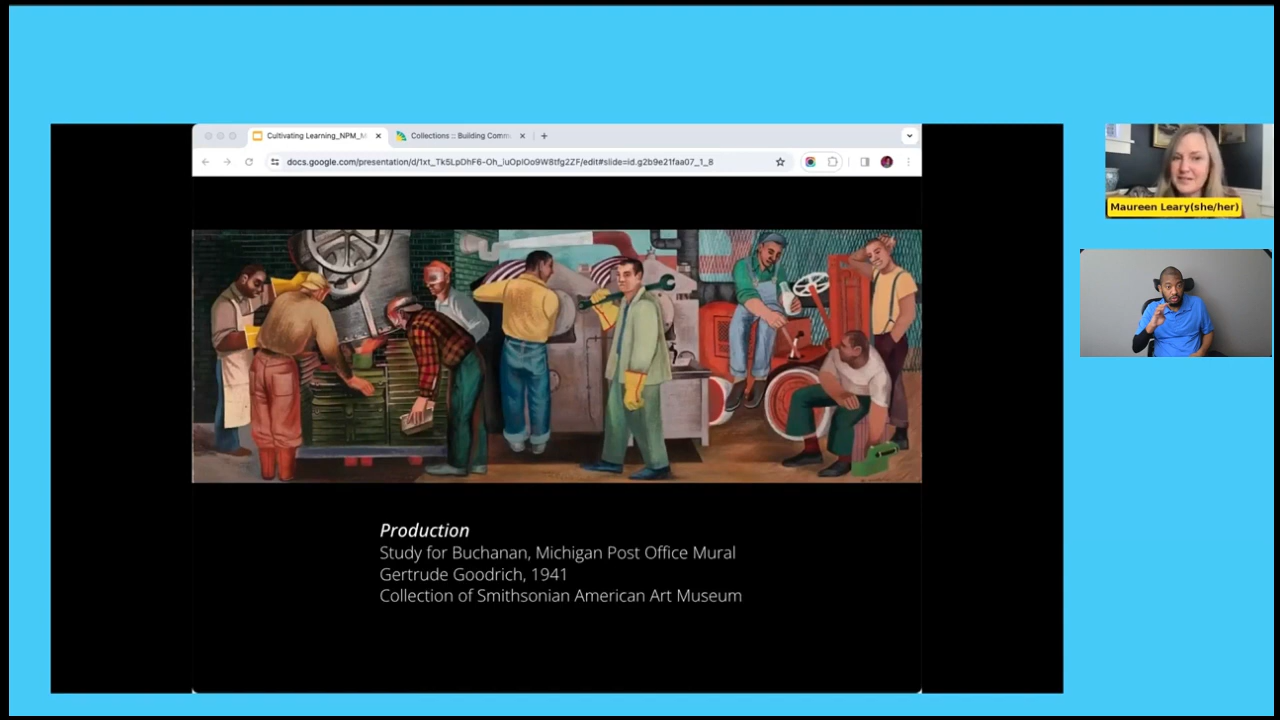 Cultivating Learning_NPM_M
Collections :: Building Comm
docs.google.com/presentation/d/1xt_Tk5LpDhF6-Oh_iuOplOo9W8tfg2ZF/edit#slide=id.g2b9e21faa07_1_8
Maureen Leary(she/her)
Production
Study for Buchanan, Michigan Post Office Mural
Gertrude Goodrich, 1941
Collection of Smithsonian American Art Museum